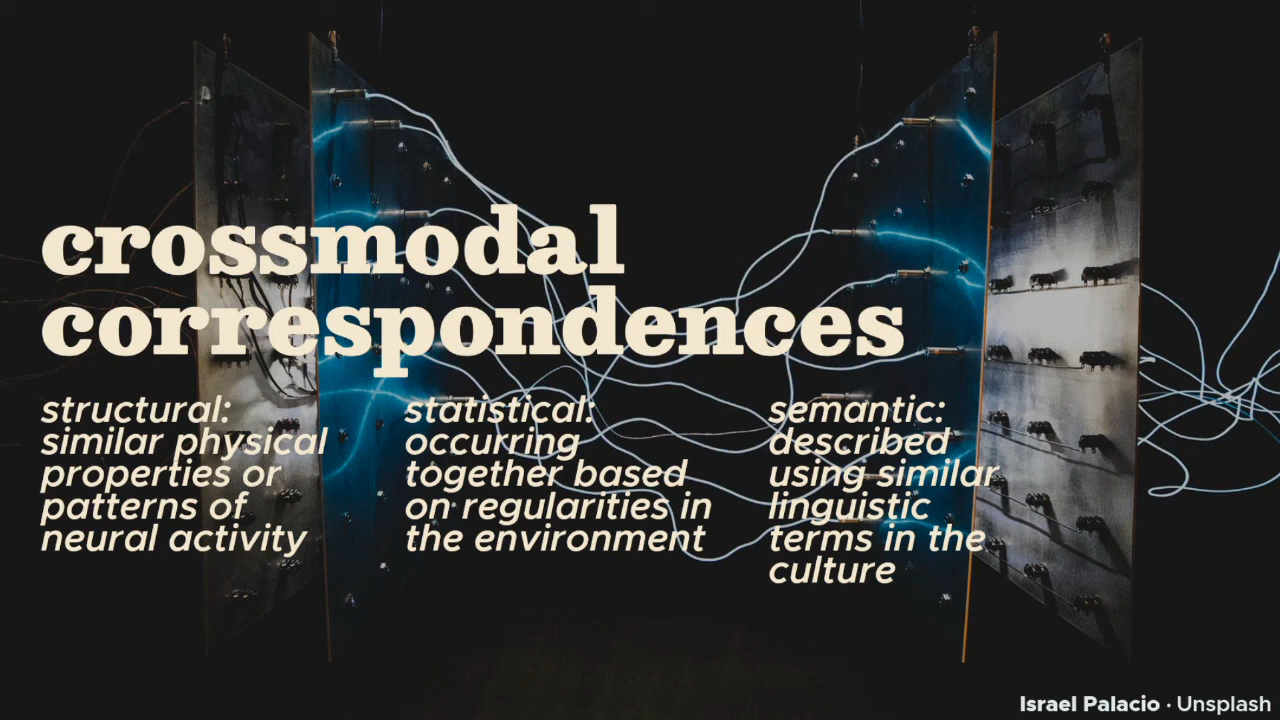 crossmodal
correspondences
structural:
similar physical
properties or
patterns of
neural activity
statistical:
occurring
together based
on regularities in
the environment
semantic:
described
using similar
linguistic
terms in the
culture
Israel Palacio · Unsplash